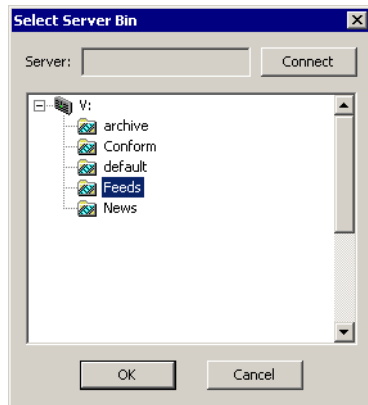 Select Server Bin
Server: Connect
V:
archive
Conform
default
Feeds
News
OK Cancel